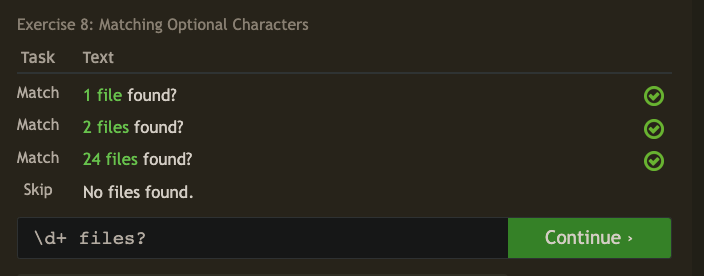 Exercise 8: Matching Optional Characters
Task Text
Match 1 file found?
Match 2 files found?
Match 24 files found?
Skip No files found.
\d+ files? Continue ›